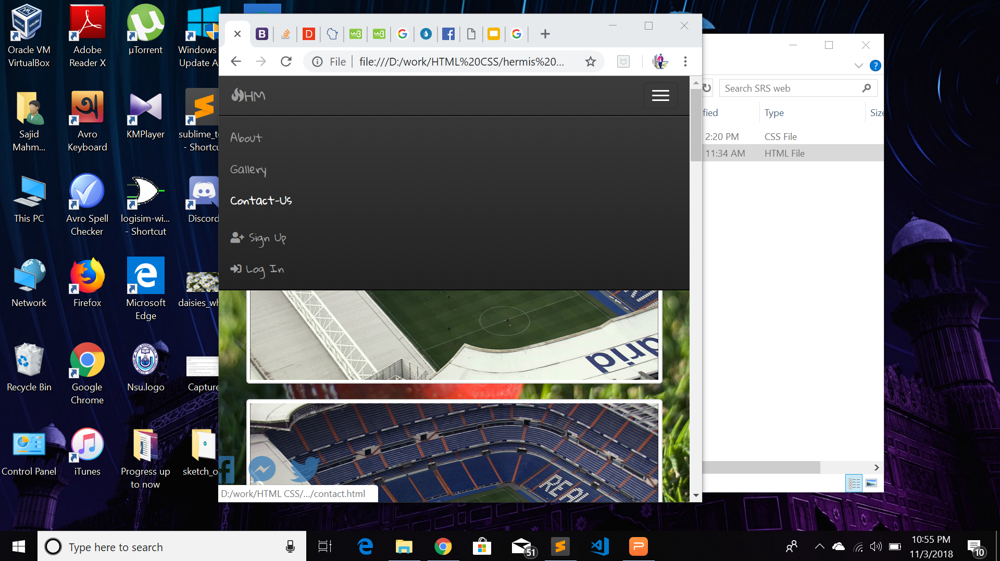 Oracle VM
VirtualBox
Adobe
Reader X
µTorrent
Windows
Update A
Sajid
Mahm...
Avro
Keyboard
KMPlayer
sublime_t
- Shortcu
This PC
Avro Spell
Checker
logisim-wi...
- Shortcut
Discord
Network
Firefox
Microsoft
Edge
daisies_wh
Recycle Bin
Google
Chrome
Nsu.logo
Capture
Control Panel
iTunes
Progress up
to now
sketch_o
File
file:///D:/work/HTML%20CSS/hermis%20...
HM
About
Gallery
Contact-Us
Sign Up
Log In
drid
D:/work/HTML CSS/.../contact.html
Search SRS web
fied
Type
Size
2:20 PM
CSS File
11:34 AM
HTML File
Type here to search
51
10:55 PM
11/3/2018
10